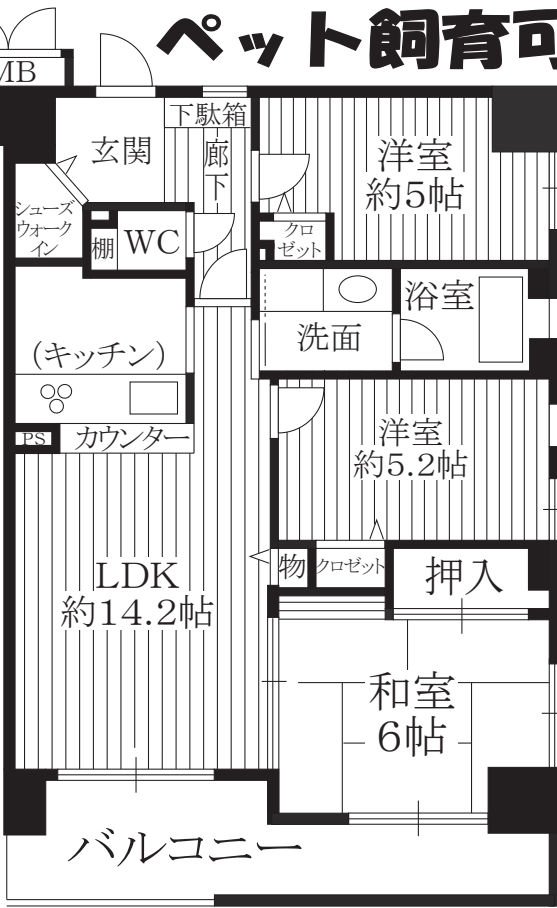 ペット飼育可
MB
下駄箱
玄関
廊下
洋室
約5帖
シューズ
ウォーク
イン
棚
WC
クロ
ゼット
浴室
洗面
(キッチン)
PS
カウンター
洋室
約5.2帖
物
クロゼット
押入
LDK
約14.2帖
和室
6帖
バルコニー